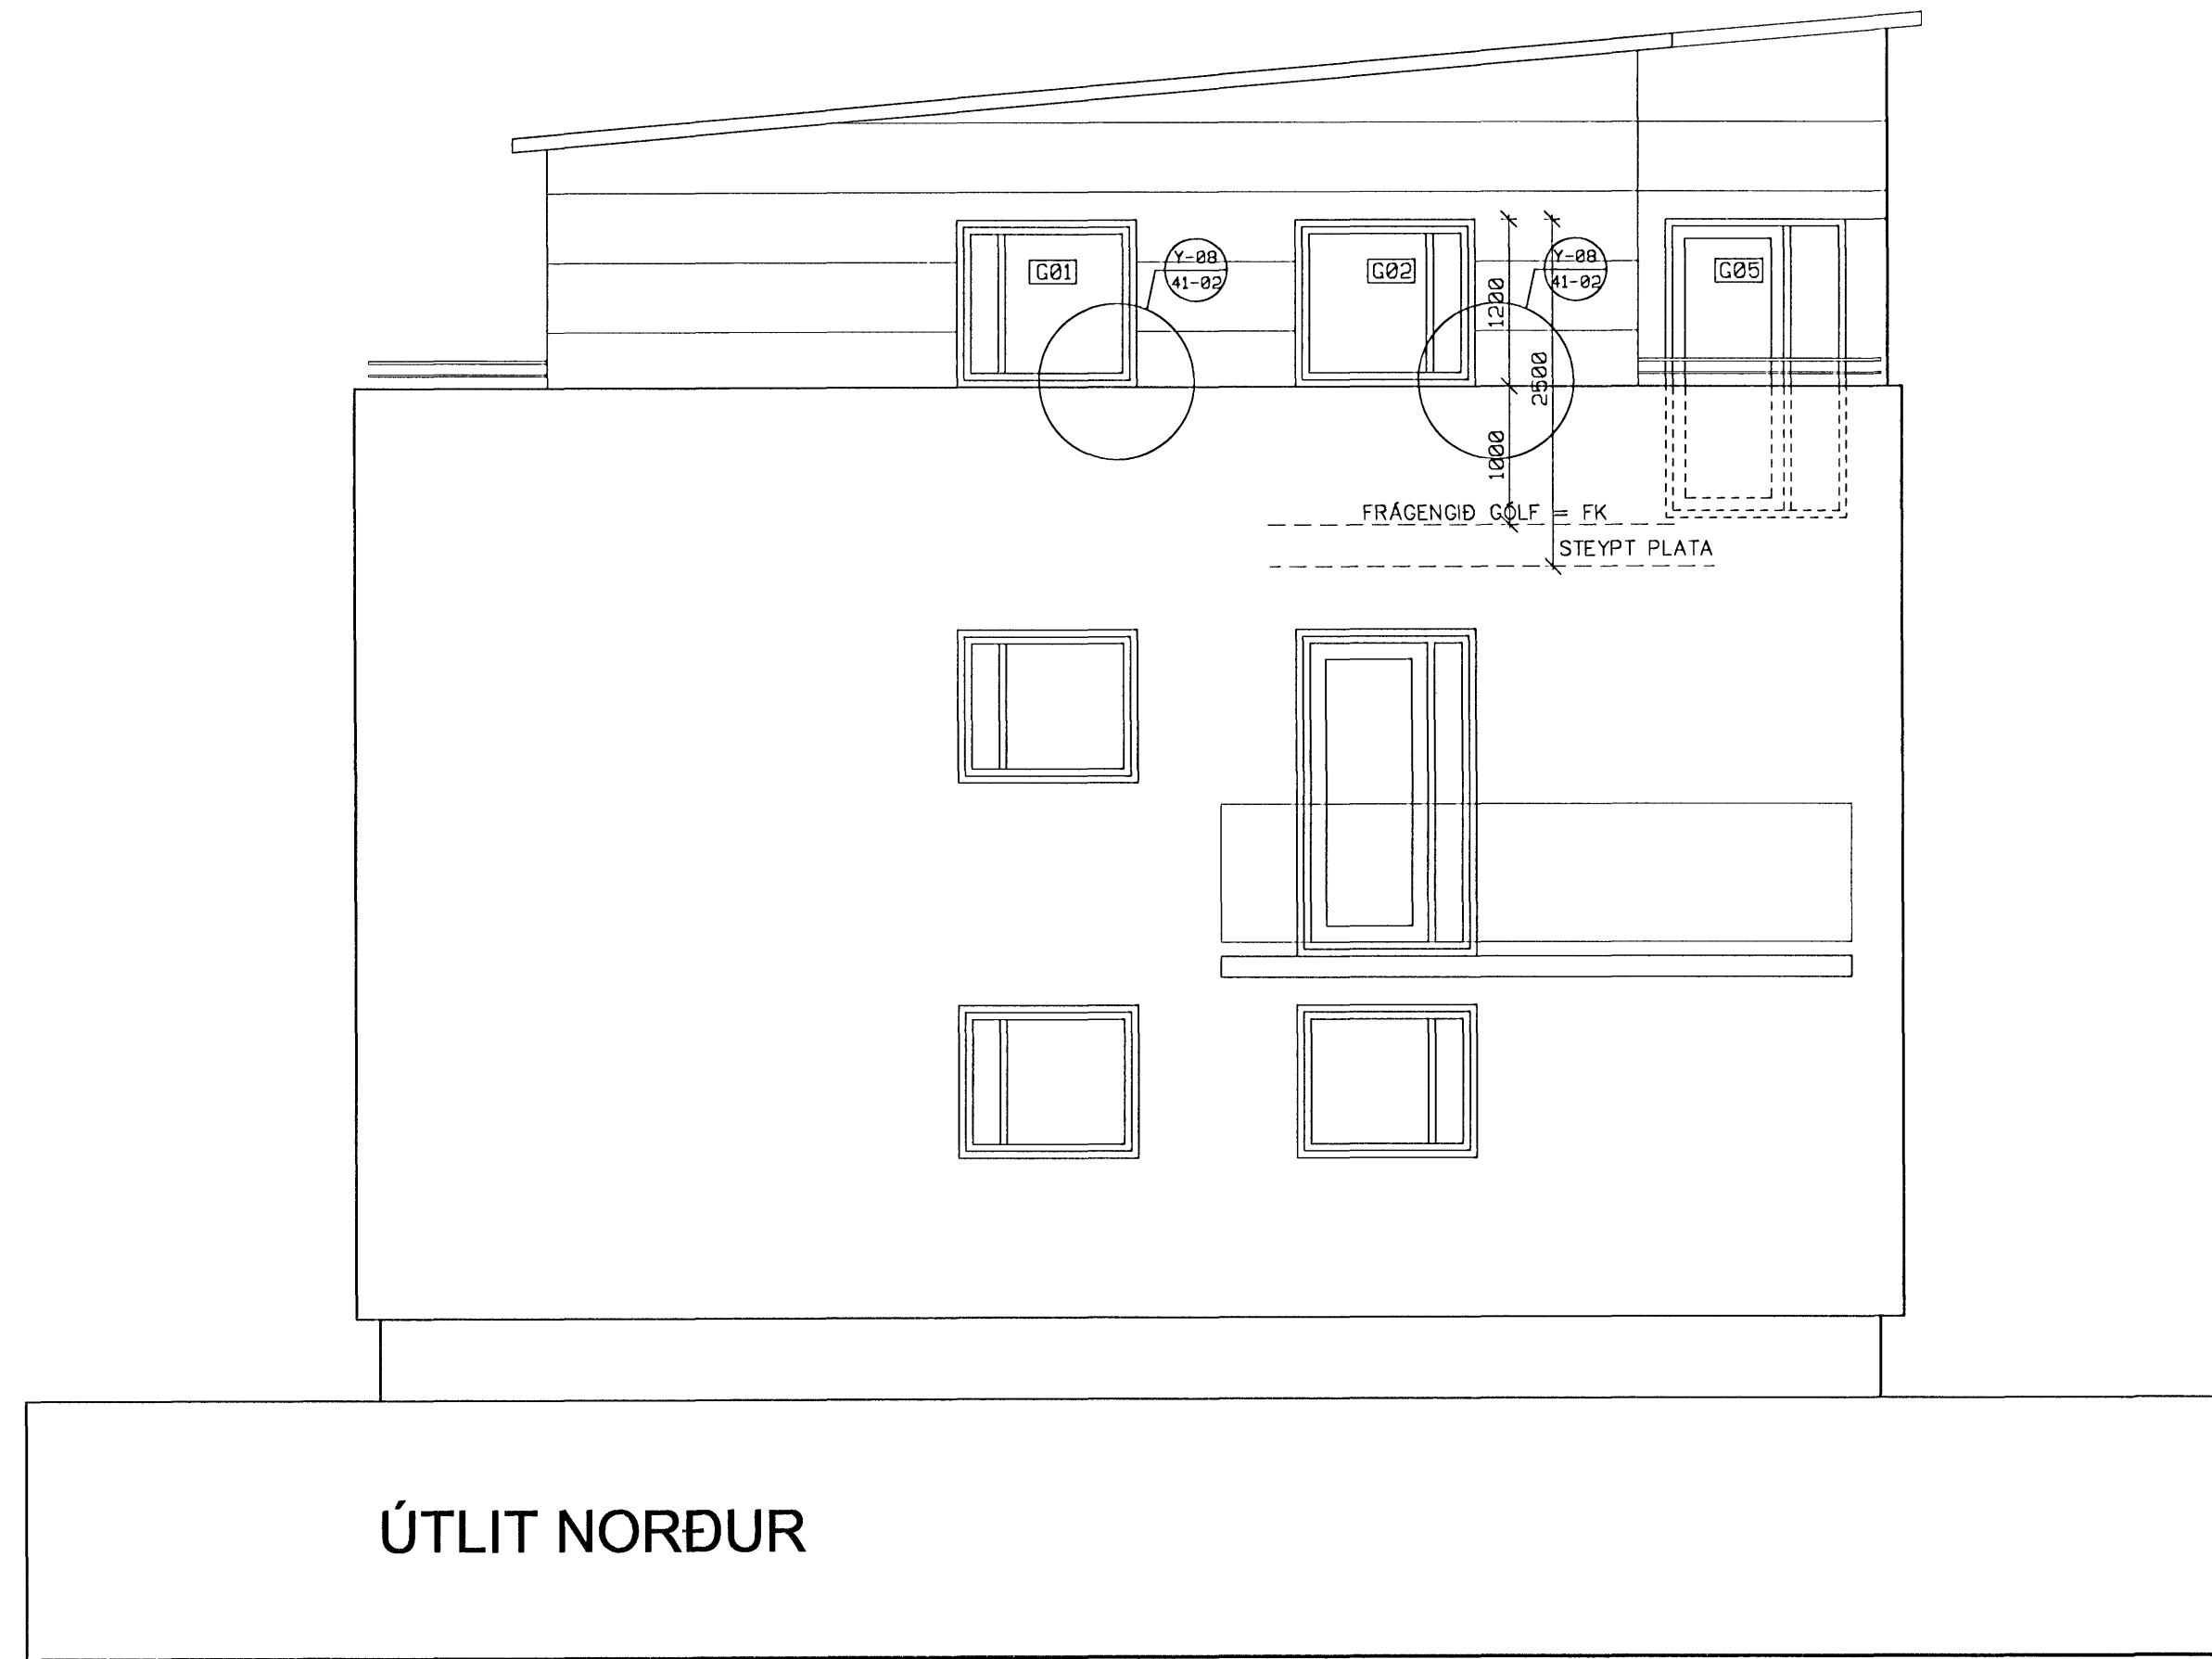 G01
Y-08
41-02
G02
Y-08
41-02
G05
1200
2500
1000
FRÁGENGIÐ GÓLF = FK
STEYPT PLATA
ÚTLIT NORÐUR